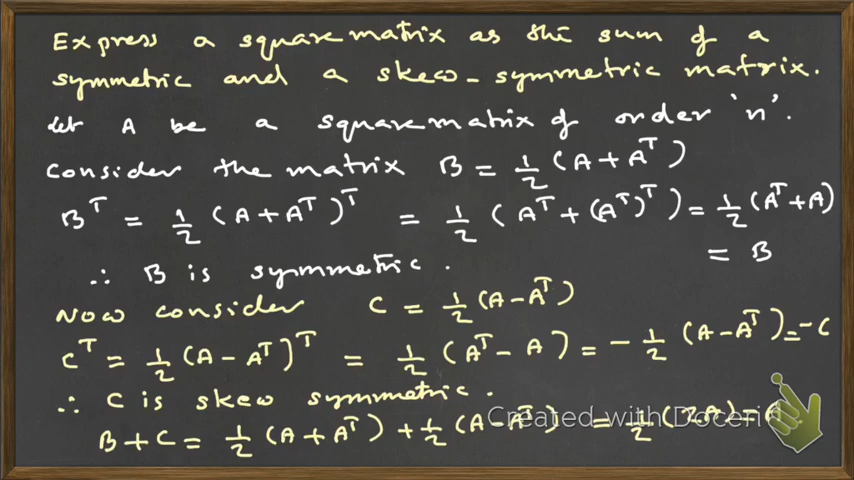 Express a square matrix as the sum of a
symmetric and a skew-symmetric matrix.
Let A be a square matrix of order 'n'.
Consider the matrix B = 1/2 (A + A^T)
B^T = 1/2 (A + A^T)^T = 1/2 (A^T + (A^T)^T) = 1/2 (A^T + A)
= B
∴ B is symmetric.
Now consider C = 1/2 (A - A^T)
C^T = 1/2 (A - A^T)^T = 1/2 (A^T - A) = - 1/2 (A - A^T) = -C
∴ C is skew symmetric.
Created with Doceri
B + C = 1/2 (A + A^T) + 1/2 (A - A^T) = 1/2 (2A) =